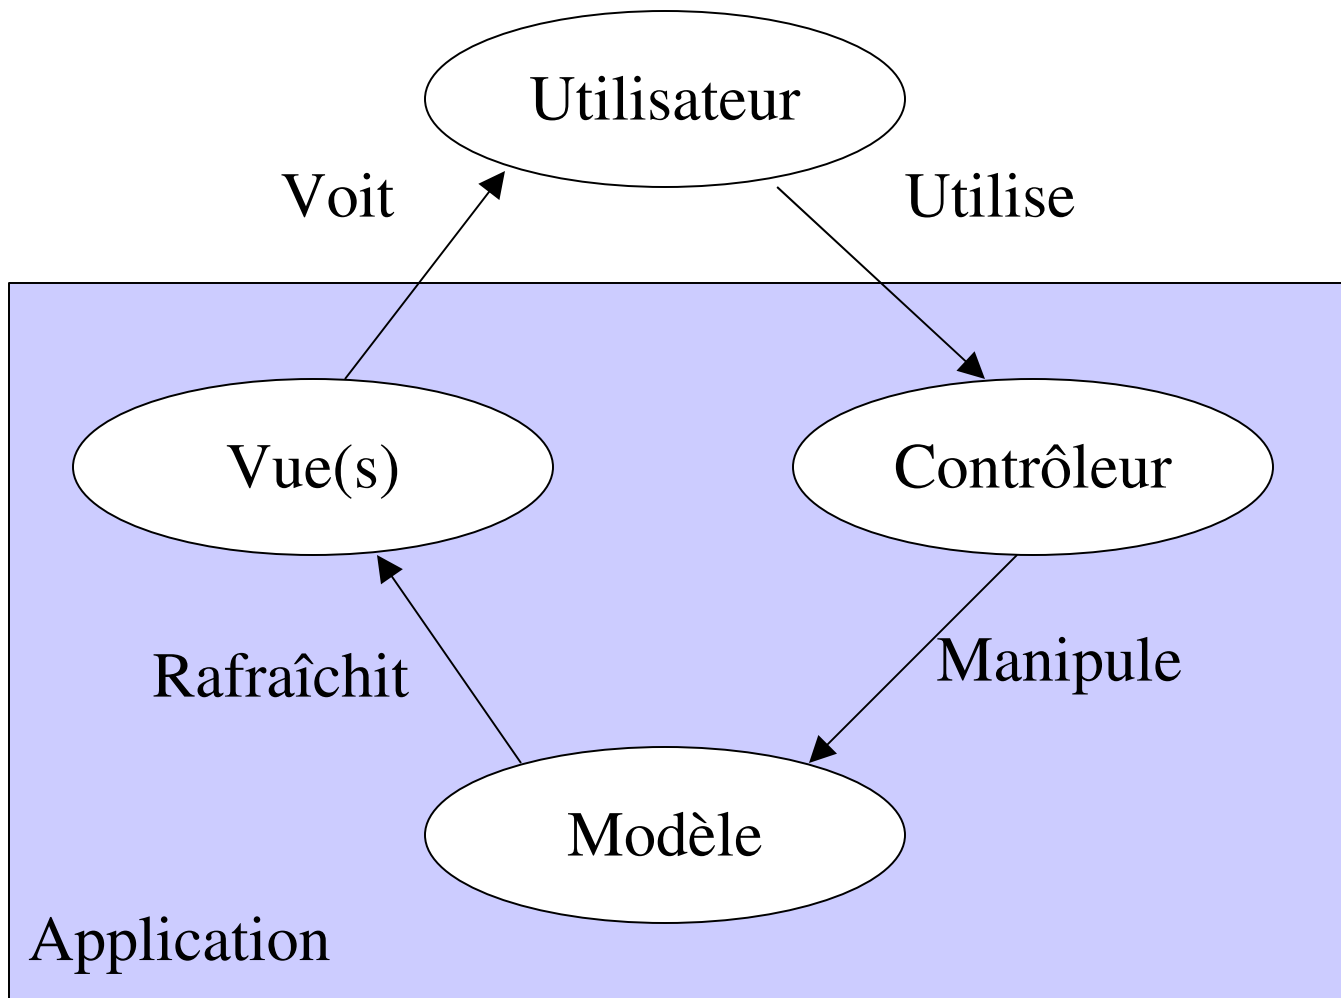 Utilisateur
Voit
Utilise
Vue(s)
Contrôleur
Rafraîchit
Manipule
Modèle
Application